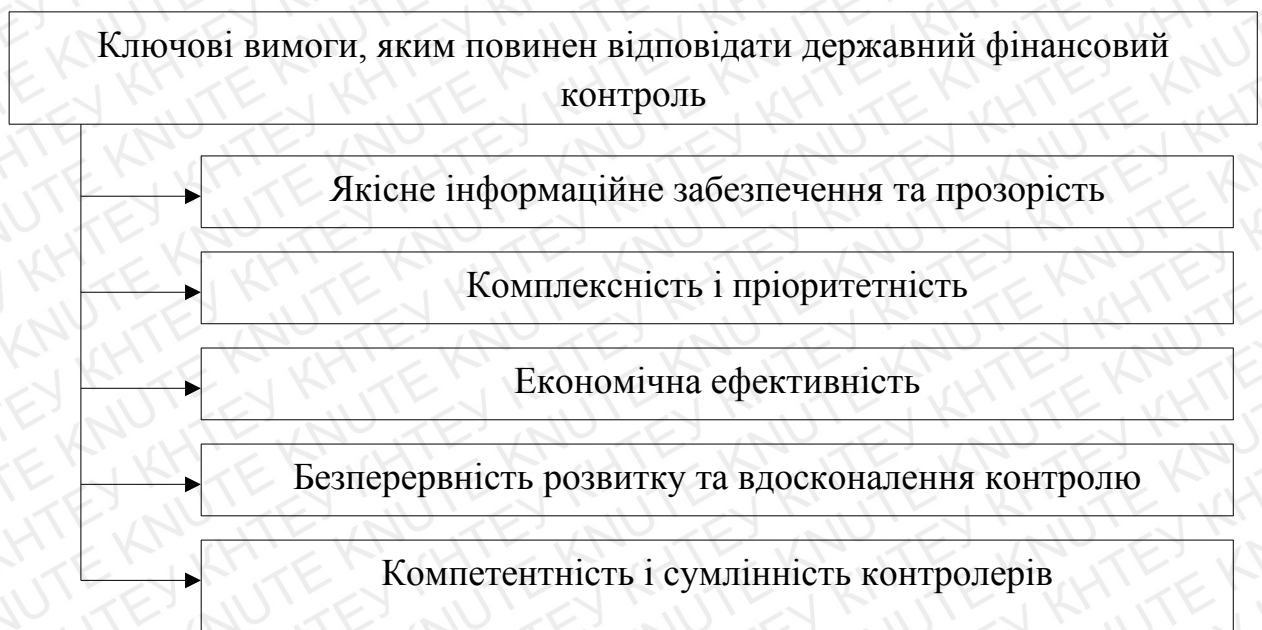 Ключові вимоги, яким повинен відповідати державний фінансовий
контроль
Якісне інформаційне забезпечення та прозорість
Комплексність і пріоритетність
Економічна ефективність
Безперервність розвитку та вдосконалення контролю
Компетентність і сумлінність контролерів